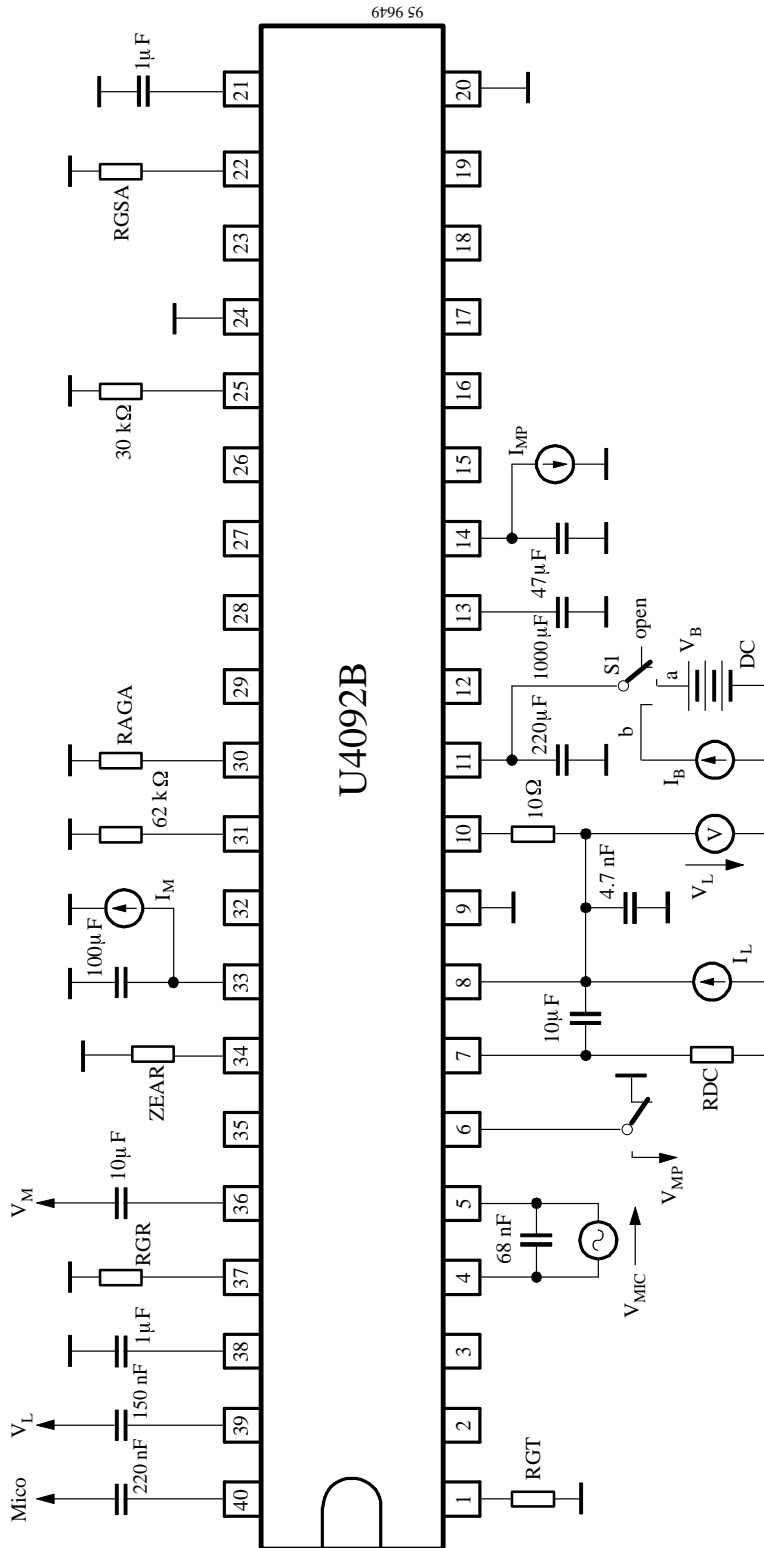 95 9649
21
1μF
20
22
RGSA
19
23
18
24
17
25
30 kΩ
16
26
15
I_MP
27
14
47μF
28
13
1000μF
open
29
12
S1
a
V_B
DC
U4092B
30
RAGA
11
220μF
b
I_B
31
62 kΩ
10
10Ω
V
V_L
32
I_M
9
4.7 nF
33
100μF
8
I_L
10μF
34
ZEAR
7
RDC
35
6
V_MP
V_M
36
10μF
5
68 nF
37
RGR
4
V_MIC
38
1μF
3
V_L
39
150 nF
2
Mico
40
220 nF
1
RGT